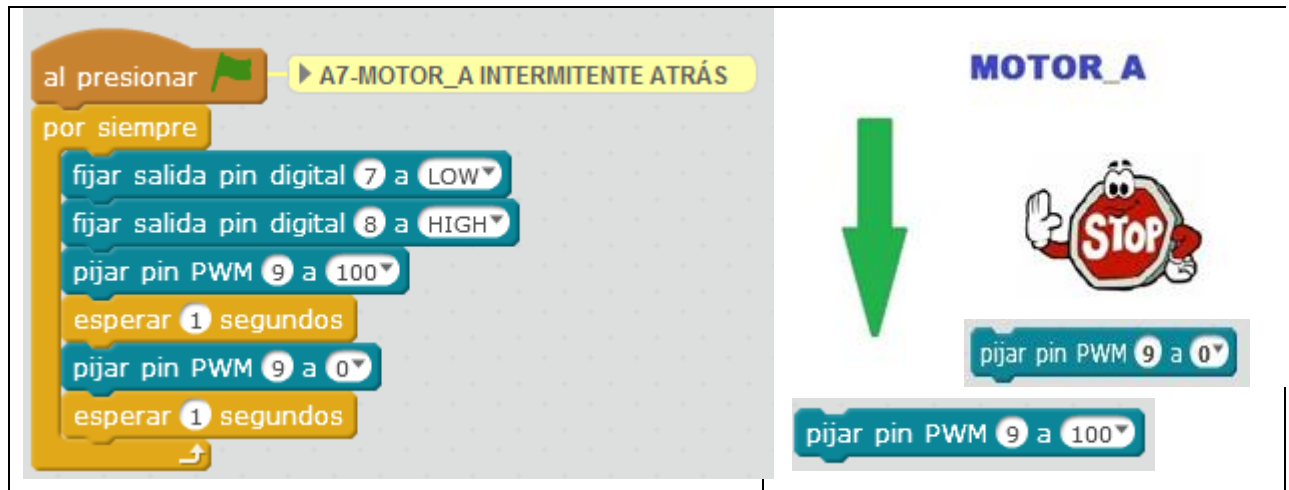 al presionar A7-MOTOR_A INTERMITENTE ATRÁS
por siempre
fijar salida pin digital 7 a LOW
fijar salida pin digital 8 a HIGH
pijar pin PWM 9 a 100
esperar 1 segundos
pijar pin PWM 9 a 0
esperar 1 segundos
MOTOR_A
STOP
pijar pin PWM 9 a 0
pijar pin PWM 9 a 100